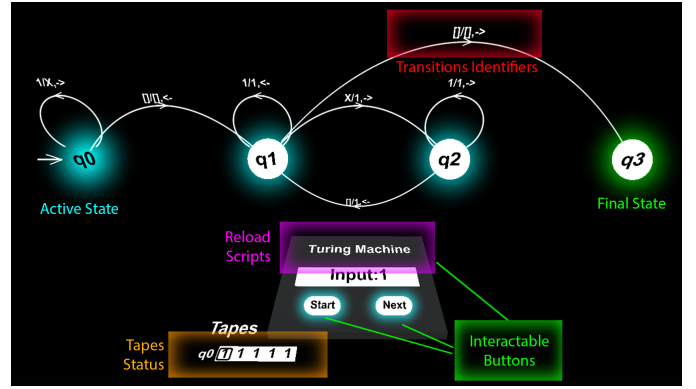 []/[],->
Transitions Identifiers
1/X,->
[]/[],<-
1/1,<-
X/1,->
1/1,->
q0
q1
q2
q3
[]/1,<-
Active State
Final State
Reload
Scripts
Turing Machine
Input:1
Start
Next
Interactable
Buttons
Tapes
Tapes
Status
q0 1 1 1 1 1